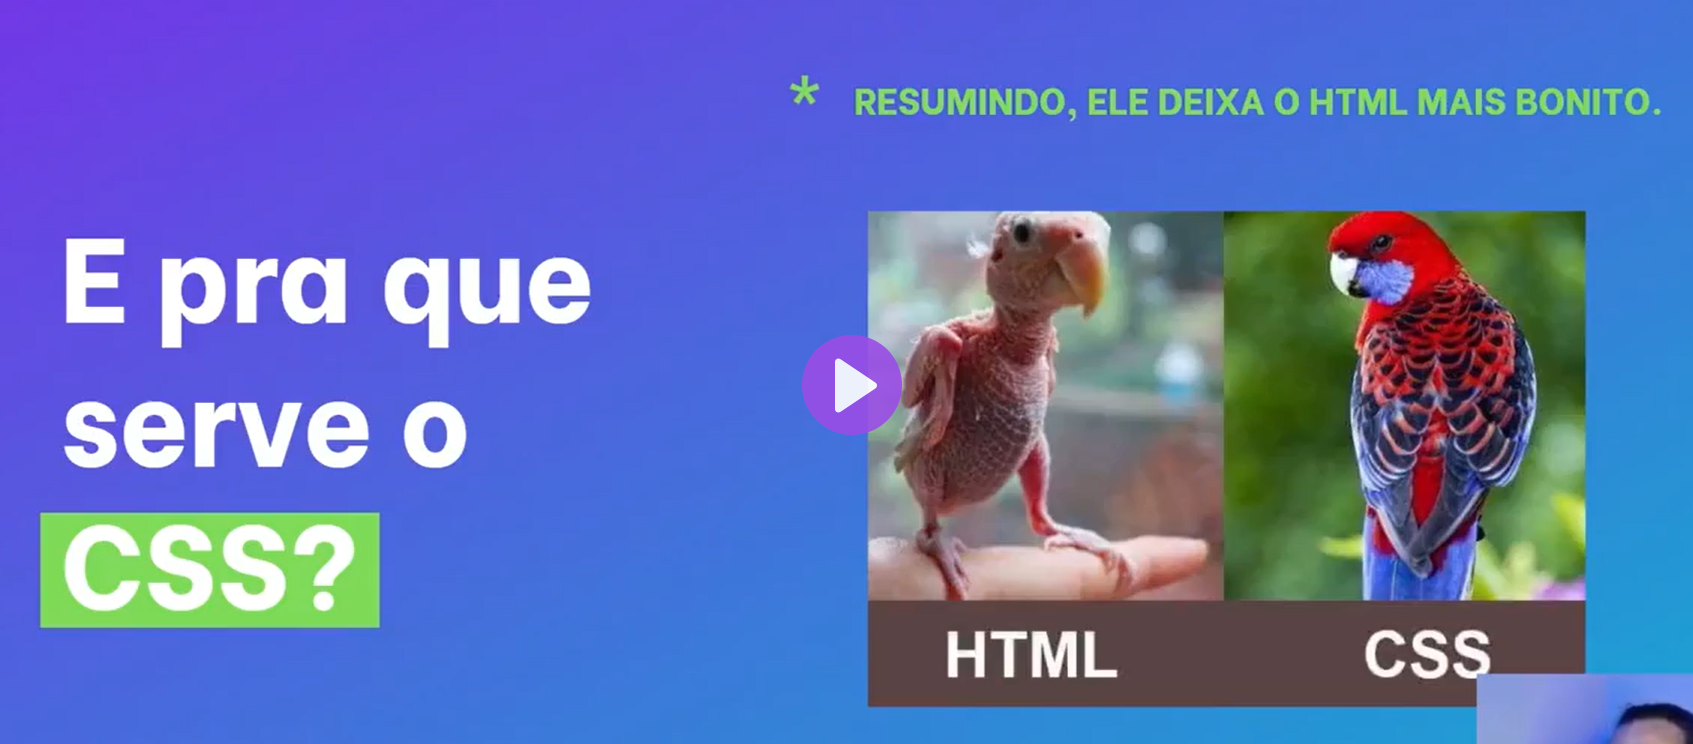 * RESUMINDO, ELE DEIXA O HTML MAIS BONITO.
E pra que
serve o
CSS?
HTML
CSS